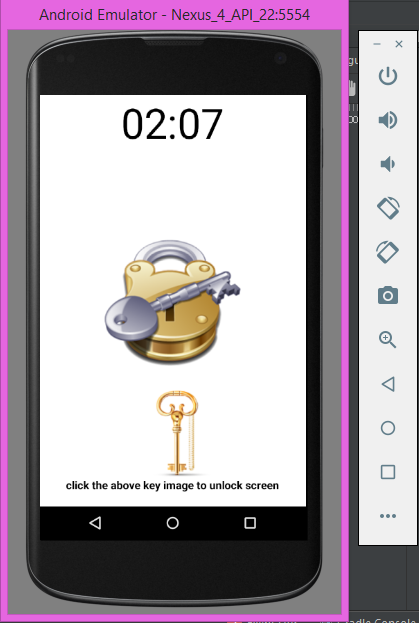 Android Emulator - Nexus_4_API_22:5554
02:07
click the above key image to unlock screen